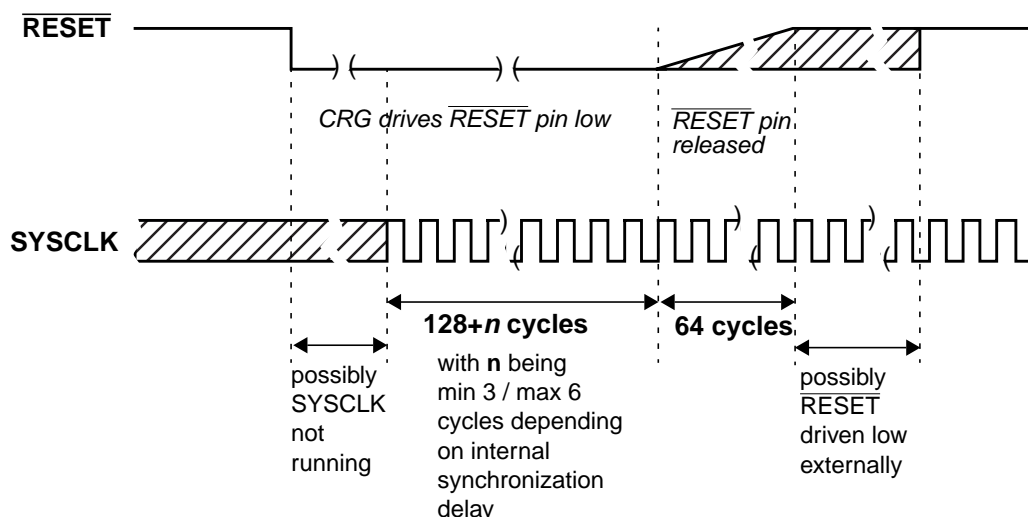 RESET
CRG drives RESET pin low
RESET pin
released
SYSCLK
128+n cycles
with n being
min 3 / max 6
cycles depending
on internal
synchronization
delay
64 cycles
possibly
SYSCLK
not
running
possibly
RESET
driven low
externally